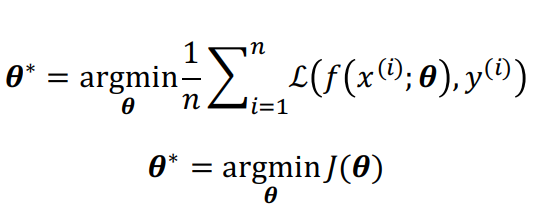 𝜽* = argmin_𝜽 1/n ∑_{i=1}^{n} ℒ(f(x^{(i)}; 𝜽), y^{(i)})
𝜽* = argmin_𝜽 J(𝜽)